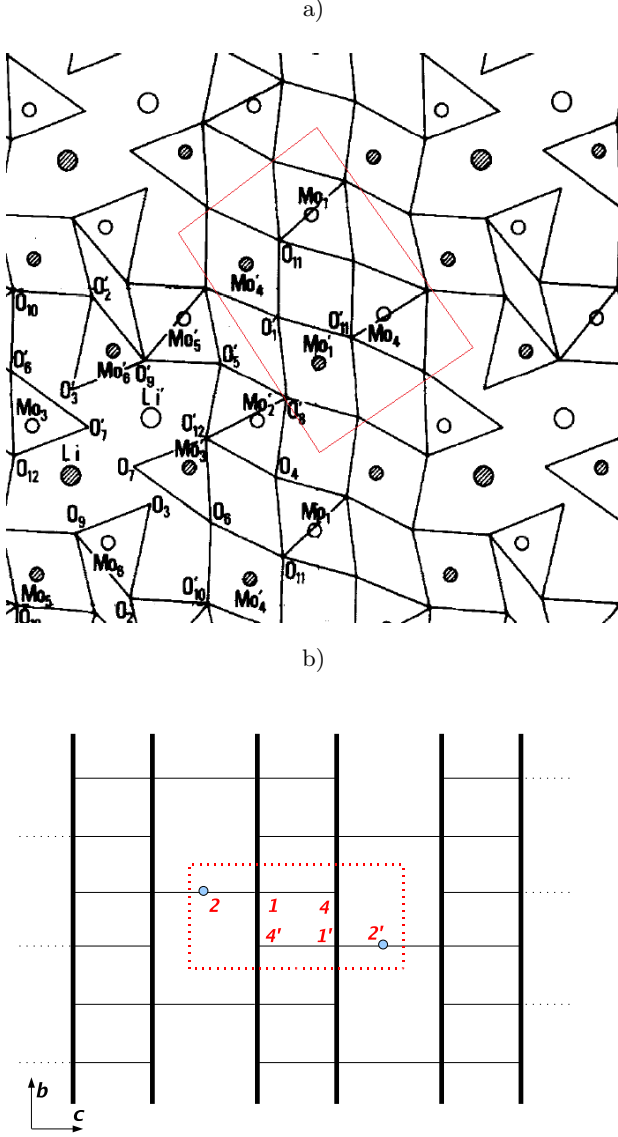 a)
Mo₁
O₁₁
Mo'₄
O'₂
O₁₀
O'₁
O'₁₁
Mo₄
Mo'₅
O'₆
Mo'₆
O'₉
O'₅
Mo'₁
O'₃
Li'
Mo'₂
O'₈
Mo₃
O'₇
O'₁₂
Li
Mo'₃
O₁₂
O₇
O₄
O₉
O₃
O₆
Mo₁
Mo₆
O₁₁
Mo₅
O'₁₀
Mo'₄
O₂
b)
2 1 4
4' 1' 2'
b
c